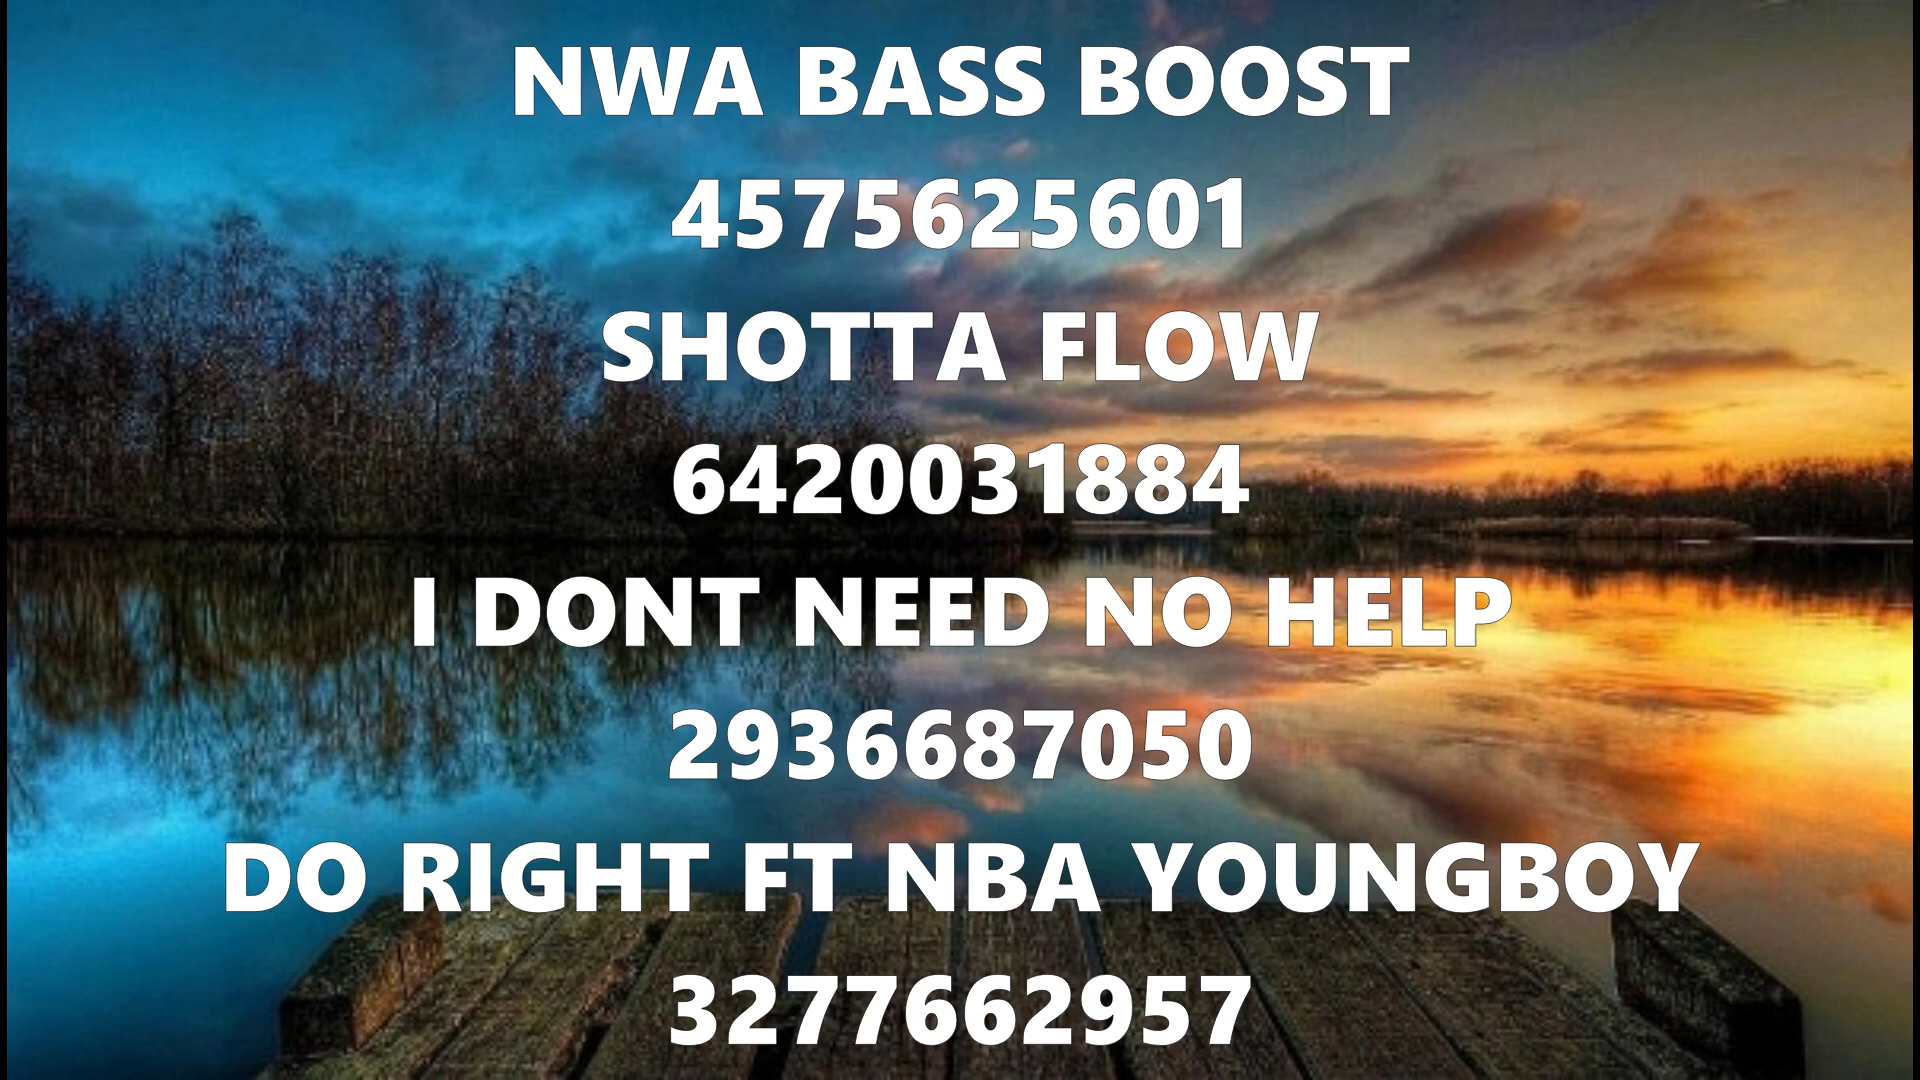 NWA BASS BOOST
4575625601
SHOTTA FLOW
6420031884
I DONT NEED NO HELP
2936687050
DO RIGHT FT NBA YOUNGBOY
3277662957